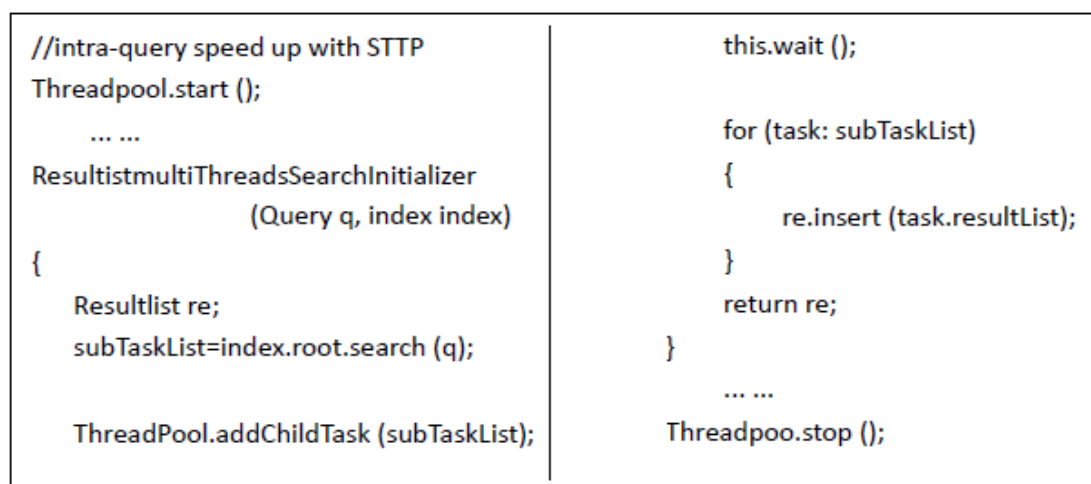 //intra-query speed up with STTP
Threadpool.start ();
... ...
ResultistmultiThreadsSearchInitializer
(Query q, index index)
{
Resultlist re;
subTaskList=index.root.search (q);
ThreadPool.addChildTask (subTaskList);
this.wait ();
for (task: subTaskList)
{
re.insert (task.resultList);
}
return re;
}
... ...
Threadpoo.stop ();